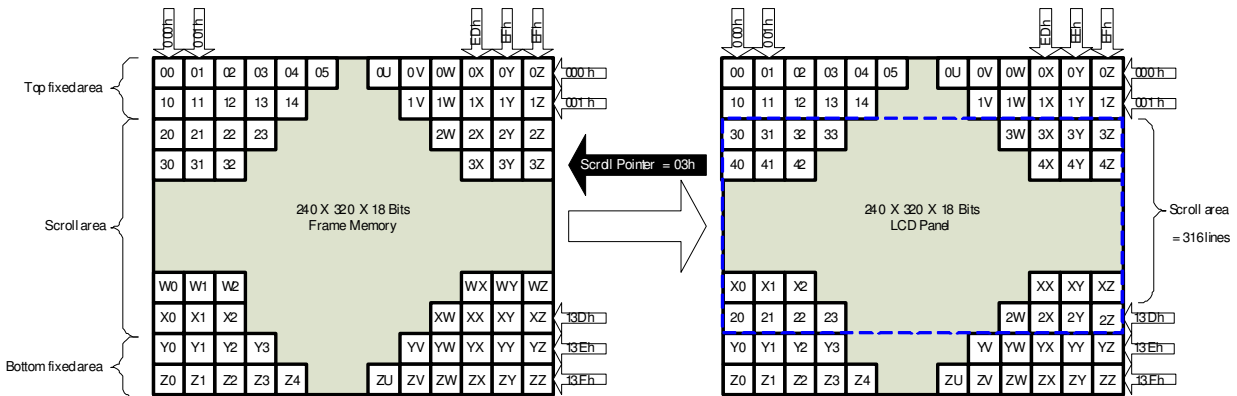 000h 001h EDh EFh EFh 000h 001h EDh EEh EFh
00 01 02 03 04 05 0U 0V 0W 0X 0Y 0Z 000h 00 01 02 03 04 05 0U 0V 0W 0X 0Y 0Z 000h
Top fixed area
10 11 12 13 14 1V 1W 1X 1Y 1Z 001h 10 11 12 13 14 1V 1W 1X 1Y 1Z 001h
20 21 22 23 2W 2X 2Y 2Z 30 31 32 33 3W 3X 3Y 3Z
30 31 32 3X 3Y 3Z Scroll Pointer = 03h 40 41 42 4X 4Y 4Z
240 X 320 X 18 Bits 240 X 320 X 18 Bits Scroll area
Scroll area Frame Memory LCD Panel
= 316 lines
W0 W1 W2 WX WY WZ X0 X1 X2 XX XY XZ
X0 X1 X2 XW XX XY XZ 13Dh 20 21 22 23 2W 2X 2Y 2Z 13Dh
Y0 Y1 Y2 Y3 YV YW YX YY YZ 13Eh Y0 Y1 Y2 Y3 YV YW YX YY YZ 13Eh
Bottom fixed area
Z0 Z1 Z2 Z3 Z4 ZU ZV ZW ZX ZY ZZ 13Fh Z0 Z1 Z2 Z3 Z4 ZU ZV ZW ZX ZY ZZ 13Fh